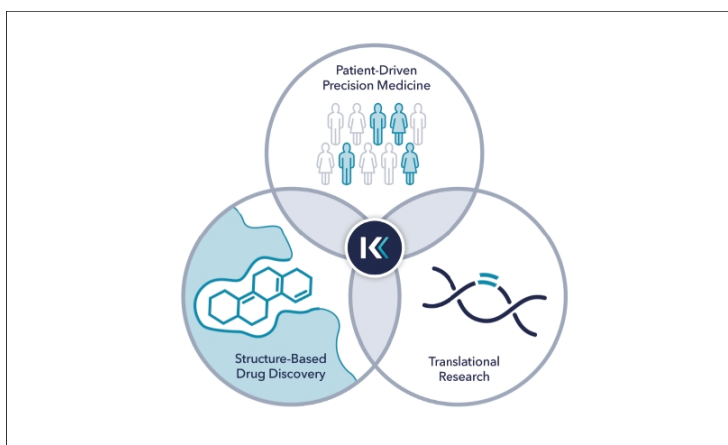 Patient-Driven
Precision Medicine
Structure-Based
Drug Discovery
Translational
Research